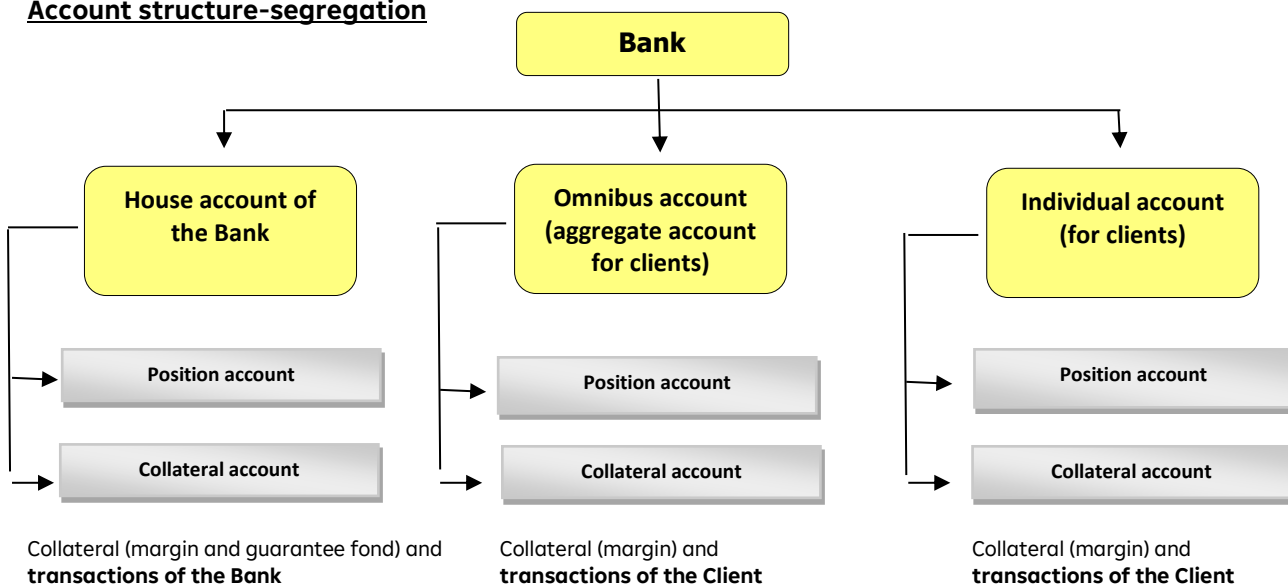 Account structure-segregation
Bank
House account of
the Bank
Omnibus account
(aggregate account
for clients)
Individual account
(for clients)
Position account
Position account
Position account
Collateral account
Collateral account
Collateral account
Collateral (margin and guarantee fond) and
transactions of the Bank
Collateral (margin) and
transactions of the Client
Collateral (margin) and
transactions of the Client